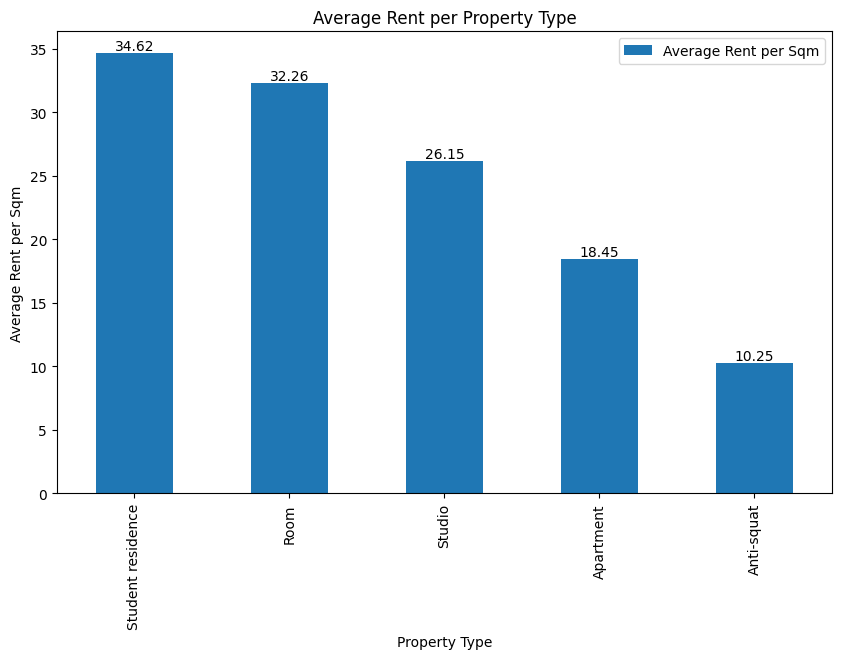 Average Rent per Property Type
Average Rent per Sqm
34.62
32.26
26.15
18.45
10.25
35
30
25
20
15
10
5
0
Average Rent per Sqm
Student residence
Room
Studio
Apartment
Anti-squat
Property Type